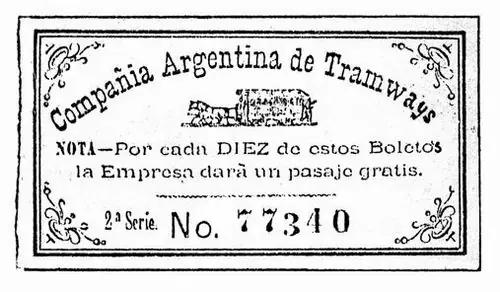 Compañia Argentina de Tramways
NOTA—Por cada DIEZ de estos Boletos
la Empresa dará un pasaje gratis.
2ª Serie. No. 77340